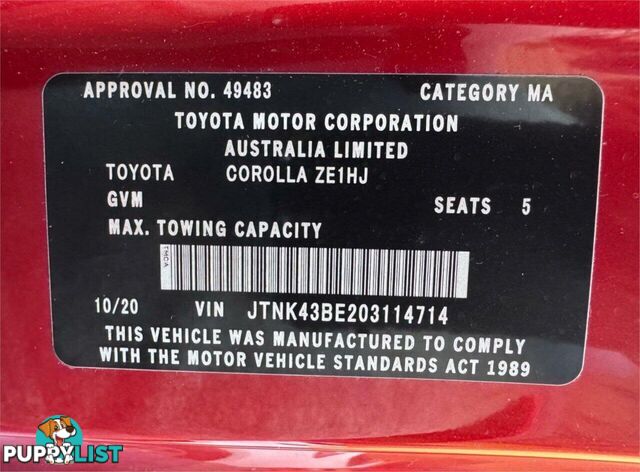 APPROVAL NO. 49483 CATEGORY MA
TOYOTA MOTOR CORPORATION
AUSTRALIA LIMITED
TOYOTA COROLLA ZE1HJ
GVM SEATS 5
MAX. TOWING CAPACITY
TMCA
10/20 VIN JTNK43BE203114714
THIS VEHICLE WAS MANUFACTURED TO COMPLY
WITH THE MOTOR VEHICLE STANDARDS ACT 1989
PUPPYLIST